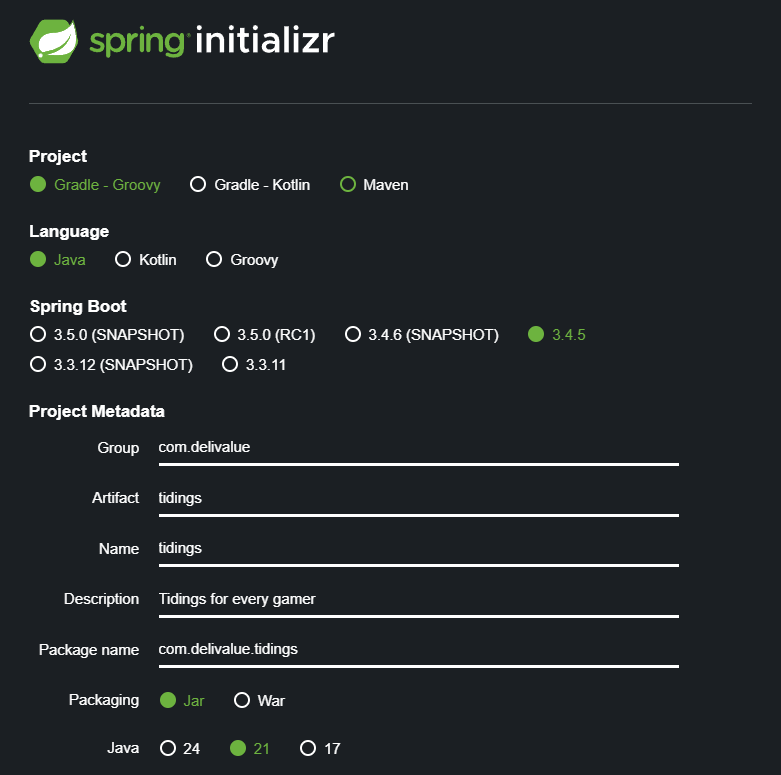 spring initializr
Project
Gradle - Groovy Gradle - Kotlin Maven
Language
Java Kotlin Groovy
Spring Boot
3.5.0 (SNAPSHOT) 3.5.0 (RC1) 3.4.6 (SNAPSHOT) 3.4.5
3.3.12 (SNAPSHOT) 3.3.11
Project Metadata
Group com.delivalue
Artifact tidings
Name tidings
Description Tidings for every gamer
Package name com.delivalue.tidings
Packaging Jar War
Java 24 21 17